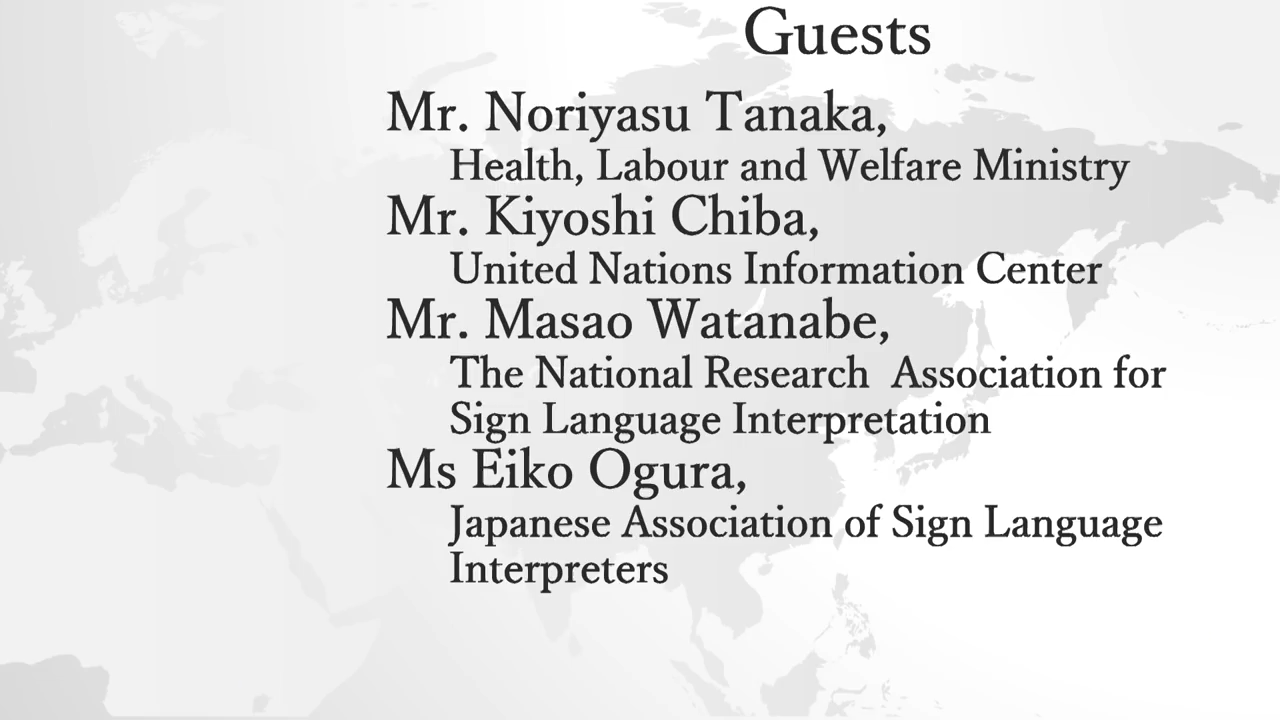 Guests
Mr. Noriyasu Tanaka,
Health, Labour and Welfare Ministry
Mr. Kiyoshi Chiba,
United Nations Information Center
Mr. Masao Watanabe,
The National Research  Association for
Sign Language Interpretation
Ms Eiko Ogura,
Japanese Association of Sign Language
Interpreters